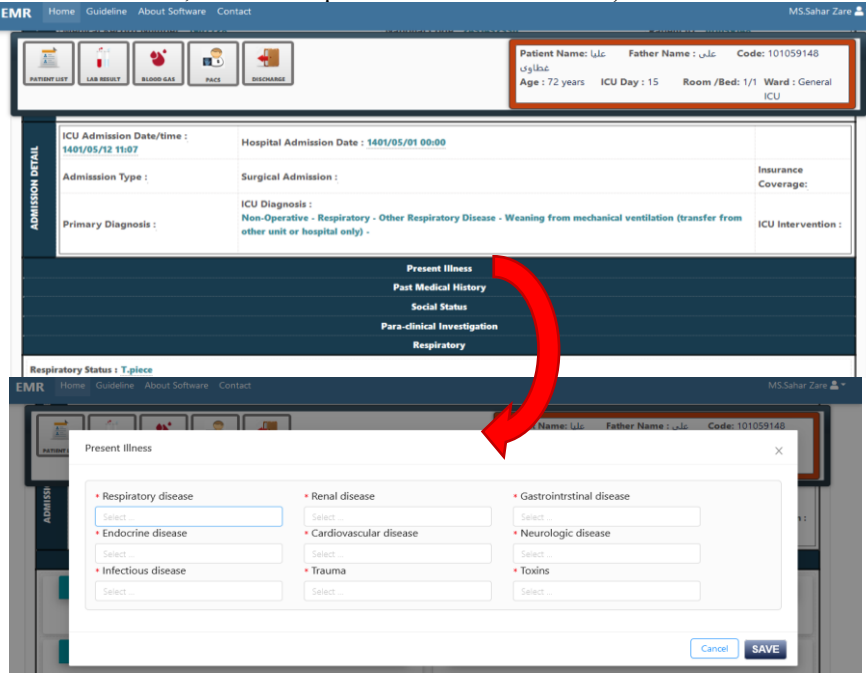 EMR Home Guideline About Software Contact MS.Sahar Zare
PATIENT LIST LAB RESULT BLOOD GAS PACS DISCHARGE
Patient Name: علیا Father Name : علی Code: 101059148
عطاوی
Age : 72 years ICU Day : 15 Room /Bed: 1/1 Ward : General
ICU
ADMISSION DETAIL
ICU Admission Date/time :
1401/05/12 11:07
Hospital Admission Date : 1401/05/01 00:00
Admisssion Type :
Surgical Admission :
Insurance
Coverage:
Primary Diagnosis :
ICU Diagnosis :
Non-Operative - Respiratory - Other Respiratory Disease - Weaning from mechanical ventilation (transfer from
other unit or hospital only) -
ICU Intervention :
Present Illness
Past Medical History
Social Status
Para-clinical Investigation
Respiratory
Respiratory Status : T.piece
EMR Home Guideline About Software Contact MS.Sahar Zare
Name: علیا Father Name : علی Code: 101059148
Present Illness
* Respiratory disease * Renal disease * Gastrointrstinal disease
Select ... Select ... Select ...
* Endocrine disease * Cardiovascular disease * Neurologic disease
Select ... Select ... Select ...
* Infectious disease * Trauma * Toxins
Select ... Select ... Select ...
Cancel SAVE